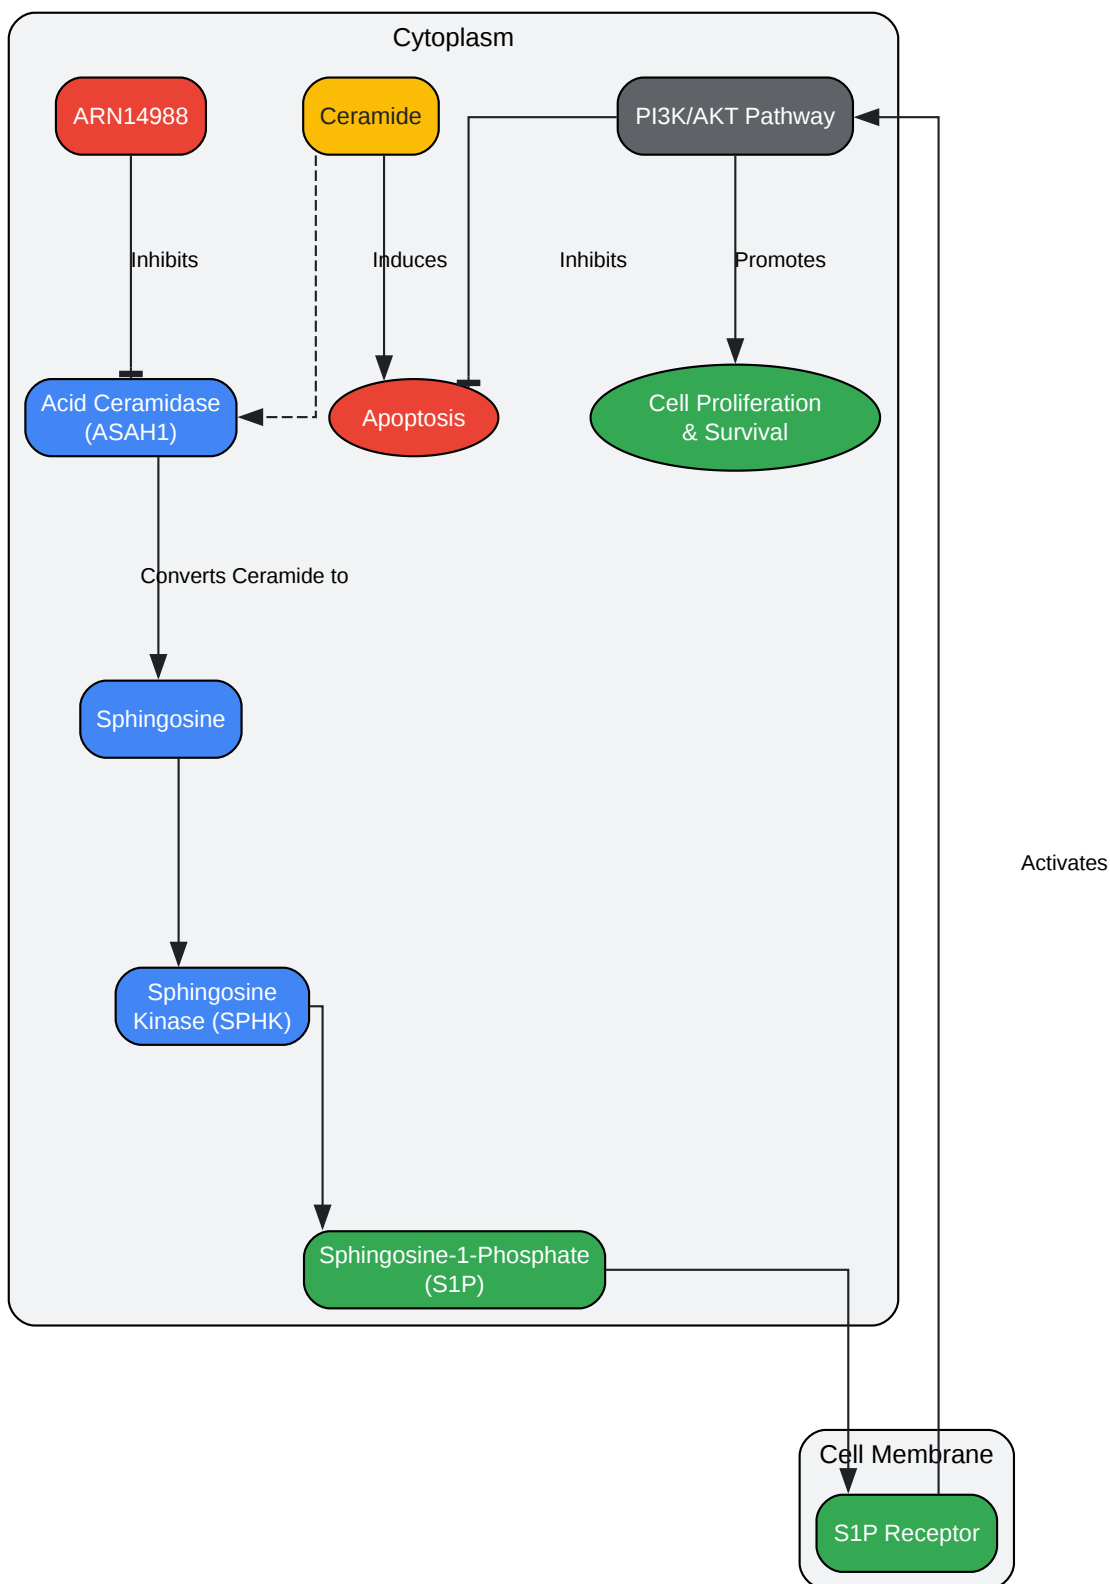 Cytoplasm
ARN14988
Ceramide
PI3K/AKT Pathway
Inhibits
Induces
Inhibits
Promotes
Acid Ceramidase
(ASAH1)
Apoptosis
Cell Proliferation
& Survival
Converts Ceramide to
Sphingosine
Activates
Sphingosine
Kinase (SPHK)
Sphingosine-1-Phosphate
(S1P)
Cell Membrane
S1P Receptor